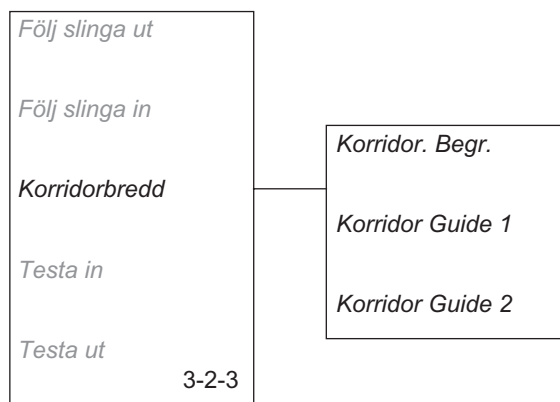 Följ slinga ut
Följ slinga in
Korridorbredd
Testa in
Testa ut
3-2-3
Korridor. Begr.
Korridor Guide 1
Korridor Guide 2